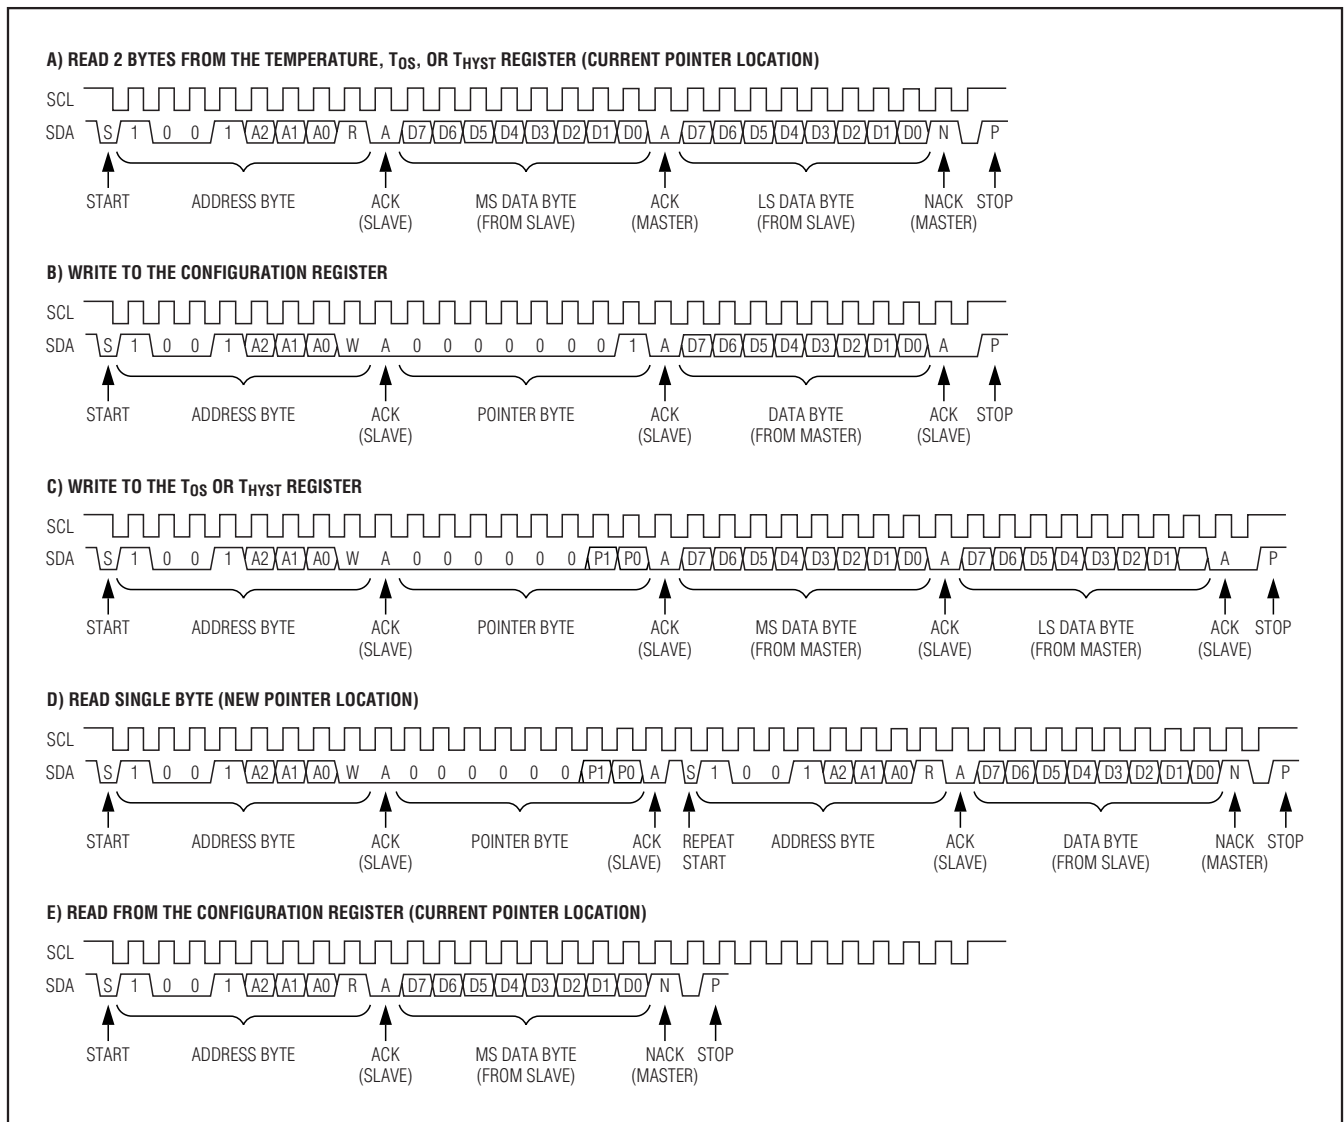 A) READ 2 BYTES FROM THE TEMPERATURE, TOS, OR THYST REGISTER (CURRENT POINTER LOCATION)
SCL
SDA S 1 0 0 1 A2 A1 A0 R A D7 D6 D5 D4 D3 D2 D1 D0 A D7 D6 D5 D4 D3 D2 D1 D0 N P
START ADDRESS BYTE ACK MS DATA BYTE ACK LS DATA BYTE NACK STOP
(SLAVE) (FROM SLAVE) (MASTER) (FROM SLAVE) (MASTER)
B) WRITE TO THE CONFIGURATION REGISTER
SCL
SDA S 1 0 0 1 A2 A1 A0 W A 0 0 0 0 0 0 0 1 A D7 D6 D5 D4 D3 D2 D1 D0 A P
START ADDRESS BYTE ACK POINTER BYTE ACK DATA BYTE ACK STOP
(SLAVE) (SLAVE) (FROM MASTER) (SLAVE)
C) WRITE TO THE TOS OR THYST REGISTER
SCL
SDA S 1 0 0 1 A2 A1 A0 W A 0 0 0 0 0 0 P1 P0 A D7 D6 D5 D4 D3 D2 D1 D0 A D7 D6 D5 D4 D3 D2 D1 A P
START ADDRESS BYTE ACK POINTER BYTE ACK MS DATA BYTE ACK LS DATA BYTE ACK STOP
(SLAVE) (SLAVE) (FROM MASTER) (SLAVE) (FROM MASTER) (SLAVE)
D) READ SINGLE BYTE (NEW POINTER LOCATION)
SCL
SDA S 1 0 0 1 A2 A1 A0 W A 0 0 0 0 0 0 P1 P0 A S 1 0 0 1 A2 A1 A0 R A D7 D6 D5 D4 D3 D2 D1 D0 N P
START ADDRESS BYTE ACK POINTER BYTE ACK REPEAT ADDRESS BYTE ACK DATA BYTE NACK STOP
(SLAVE) (SLAVE) START (SLAVE) (FROM SLAVE) (MASTER)
E) READ FROM THE CONFIGURATION REGISTER (CURRENT POINTER LOCATION)
SCL
SDA S 1 0 0 1 A2 A1 A0 R A D7 D6 D5 D4 D3 D2 D1 D0 N P
START ADDRESS BYTE ACK MS DATA BYTE NACK STOP
(SLAVE) (FROM SLAVE) (MASTER)